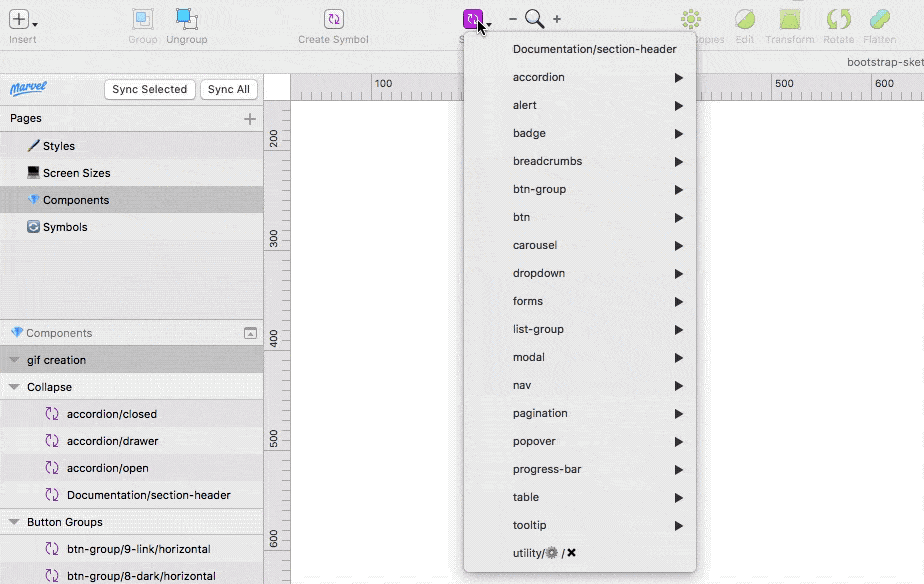 Insert
Group
Ungroup
Create Symbol
Edit
Transform
Rotate
Flatten
bootstrap-sket
Marvel
Sync Selected
Sync All
100
500
600
Pages
Styles
Screen Sizes
Components
Symbols
Components
gif creation
Collapse
accordion/closed
accordion/drawer
accordion/open
Documentation/section-header
Button Groups
btn-group/9-link/horizontal
btn-group/8-dark/horizontal
200
300
400
500
600
Documentation/section-header
accordion
alert
badge
breadcrumbs
btn-group
btn
carousel
dropdown
forms
list-group
modal
nav
pagination
popover
progress-bar
table
tooltip
utility/⚙️/✖